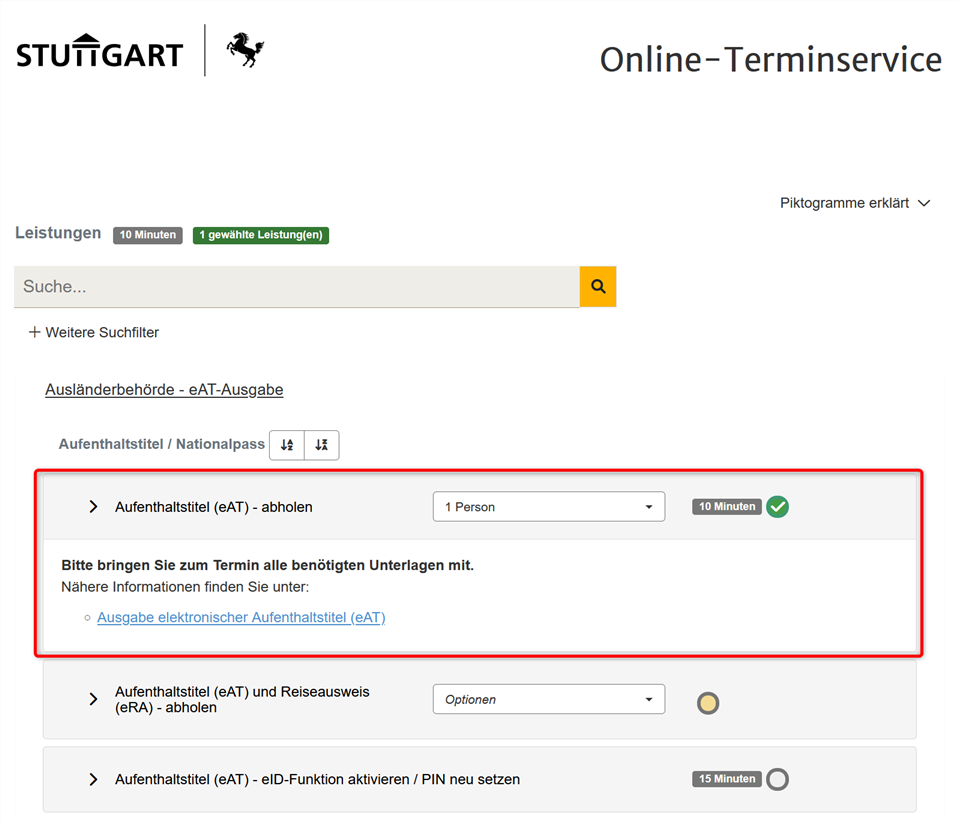 STUTTGART
Online-Terminservice
Piktogramme erklärt
Leistungen 10 Minuten 1 gewählte Leistung(en)
Suche...
+ Weitere Suchfilter
Ausländerbehörde - eAT-Ausgabe
Aufenthaltstitel / Nationalpass
Aufenthaltstitel (eAT) - abholen 1 Person 10 Minuten
Bitte bringen Sie zum Termin alle benötigten Unterlagen mit.
Nähere Informationen finden Sie unter:
Ausgabe elektronischer Aufenthaltstitel (eAT)
Aufenthaltstitel (eAT) und Reiseausweis
(eRA) - abholen Optionen
Aufenthaltstitel (eAT) - eID-Funktion aktivieren / PIN neu setzen 15 Minuten